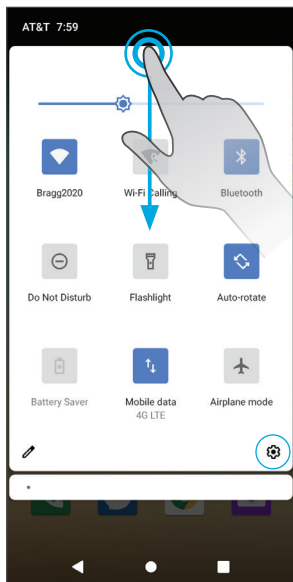 AT&T 7:59
Bragg2020
Wi-Fi Calling
Bluetooth
Do Not Disturb
Flashlight
Auto-rotate
Battery Saver
Mobile data
4G LTE
Airplane mode